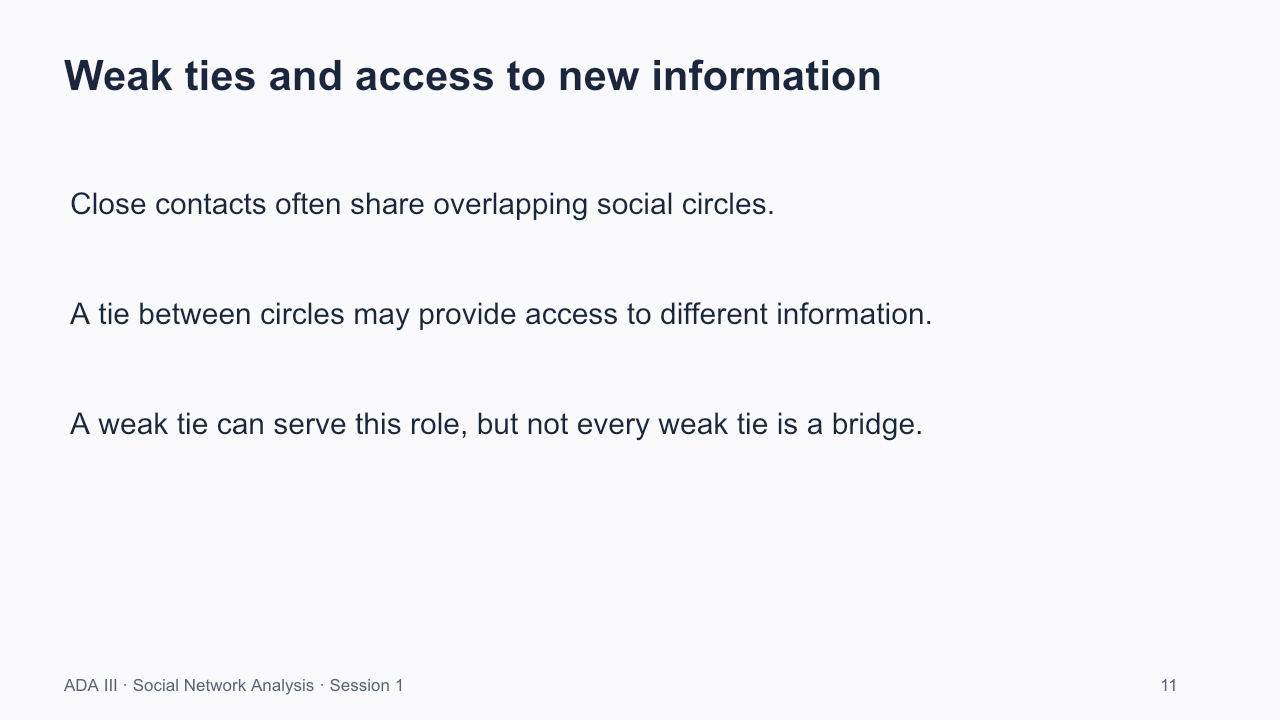 Weak ties and access to new information
Close contacts often share overlapping social circles.
A tie between circles may provide access to different information.
A weak tie can serve this role, but not every weak tie is a bridge.
ADA III · Social Network Analysis · Session 1
11